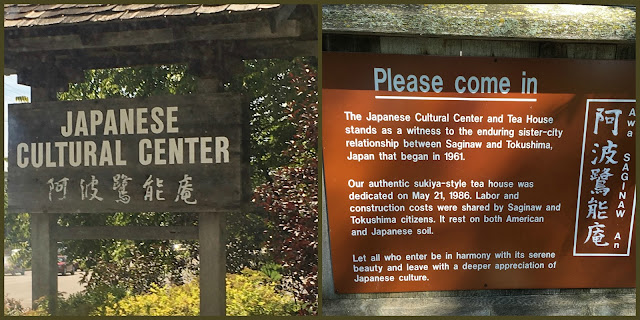 JAPANESE
CULTURAL CENTER
阿波鷺能庵
Please come in
The Japanese Cultural Center and Tea House
stands as a witness to the enduring sister-city
relationship between Saginaw and Tokushima,
Japan that began in 1961.
Our authentic sukiya-style tea house was
dedicated on May 21, 1986. Labor and
construction costs were shared by Saginaw and
Tokushima citizens. It rest on both American
and Japanese soil.
Let all who enter be in harmony with its serene
beauty and leave with a deeper appreciation of
Japanese culture.
阿波鷺能庵
Awa SAGINAW An